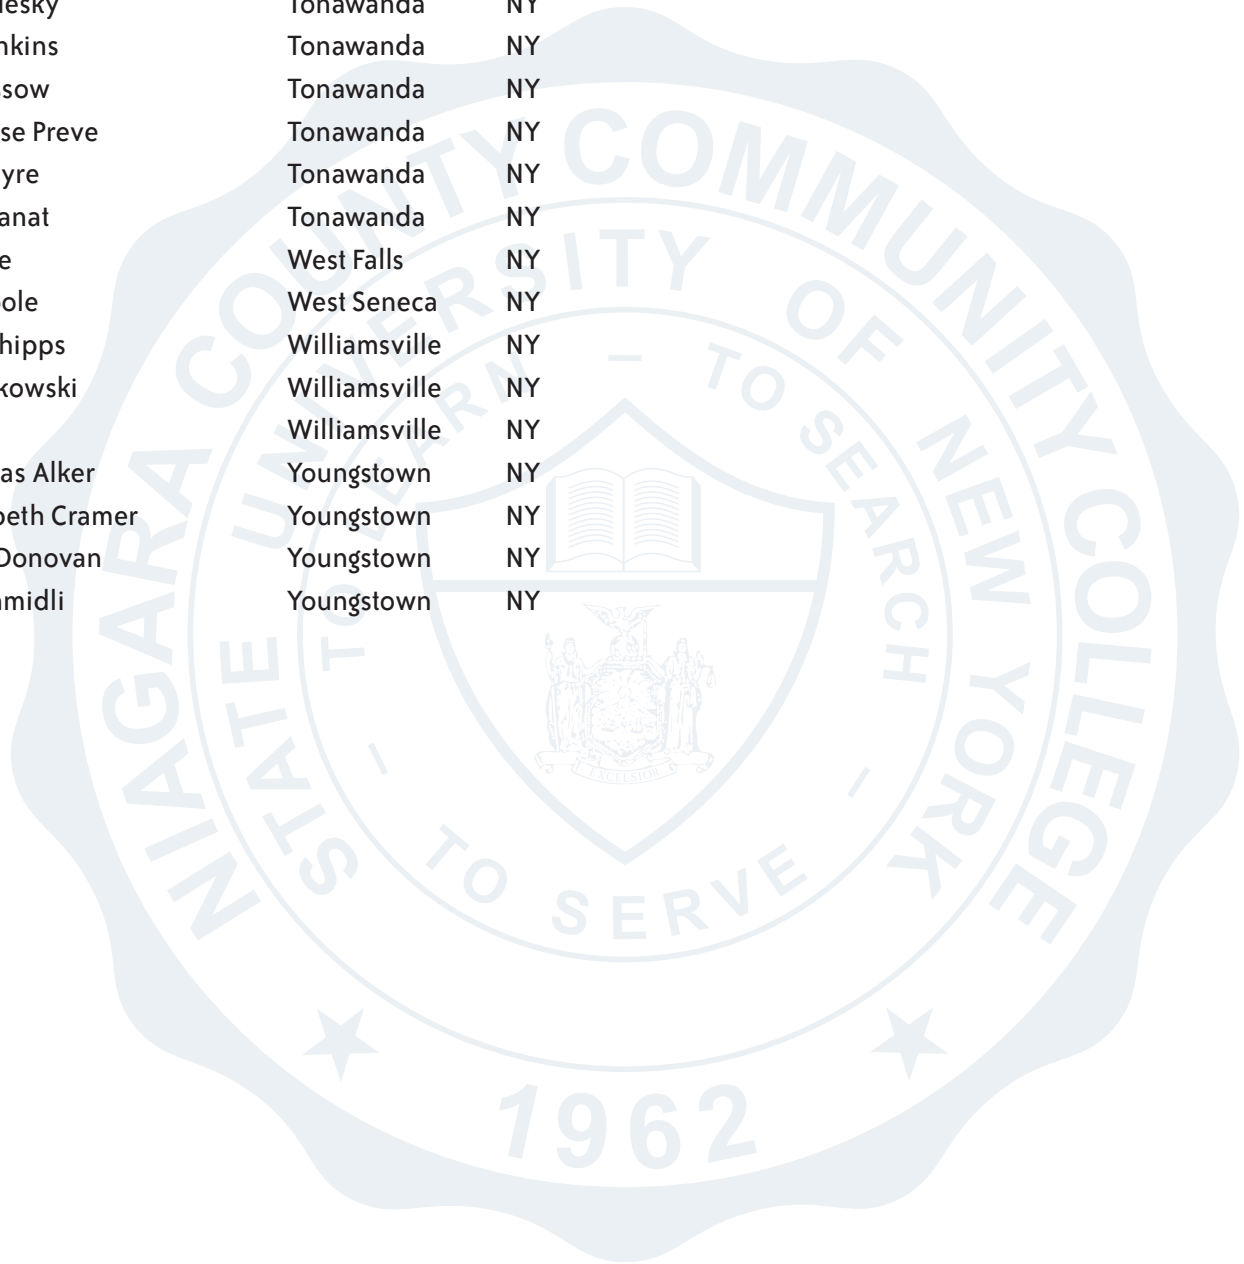 Tonawanda NY
nkins Tonawanda NY
ssow Tonawanda NY
se Preve Tonawanda NY
yre Tonawanda NY
anat Tonawanda NY
e West Falls NY
ole West Seneca NY
hipps Williamsville NY
kowski Williamsville NY
Williamsville NY
as Alker Youngstown NY
beth Cramer Youngstown NY
Donovan Youngstown NY
midli Youngstown NY
NIAGARA COUNTY COMMUNITY COLLEGE
STATE UNIVERSITY OF NEW YORK
TO LEARN – TO SEARCH – TO SERVE –
EXCELSIOR
1962